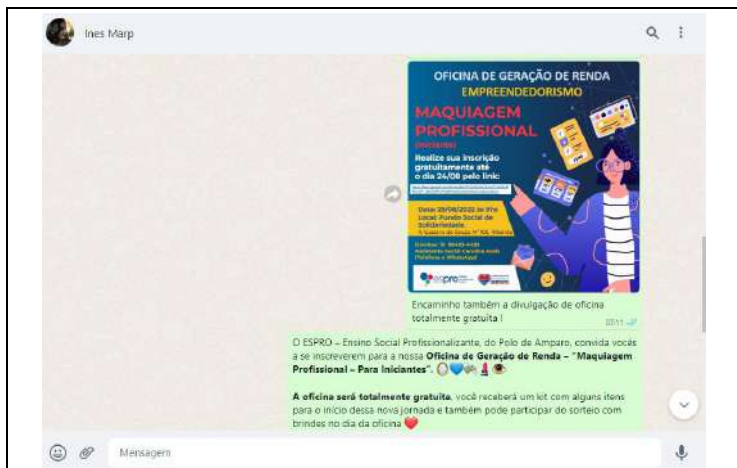 Ines Marp
OFICINA DE GERAÇÃO DE RENDA
EMPREENDEDORISMO
MAQUIAGEM
PROFISSIONAL
(INICIANTES)
Realize sua inscrição
gratuitamente até
o dia 24/08 pelo link:
Local: Fundo Social de
Solidariedade
espro
Encaminho também a divulgação de oficina
totalmente gratuita !
O ESPRO – Ensino Social Profissionalizante, do Polo de Amparo, convida vocês
a se inscreverem para a nossa Oficina de Geração de Renda – "Maquiagem
Profissional – Para Iniciantes".
A oficina será totalmente gratuita, você receberá um kit com alguns itens
para o início dessa nova jornada e também pode participar do sorteio com
brindes no dia da oficina
Mensagem